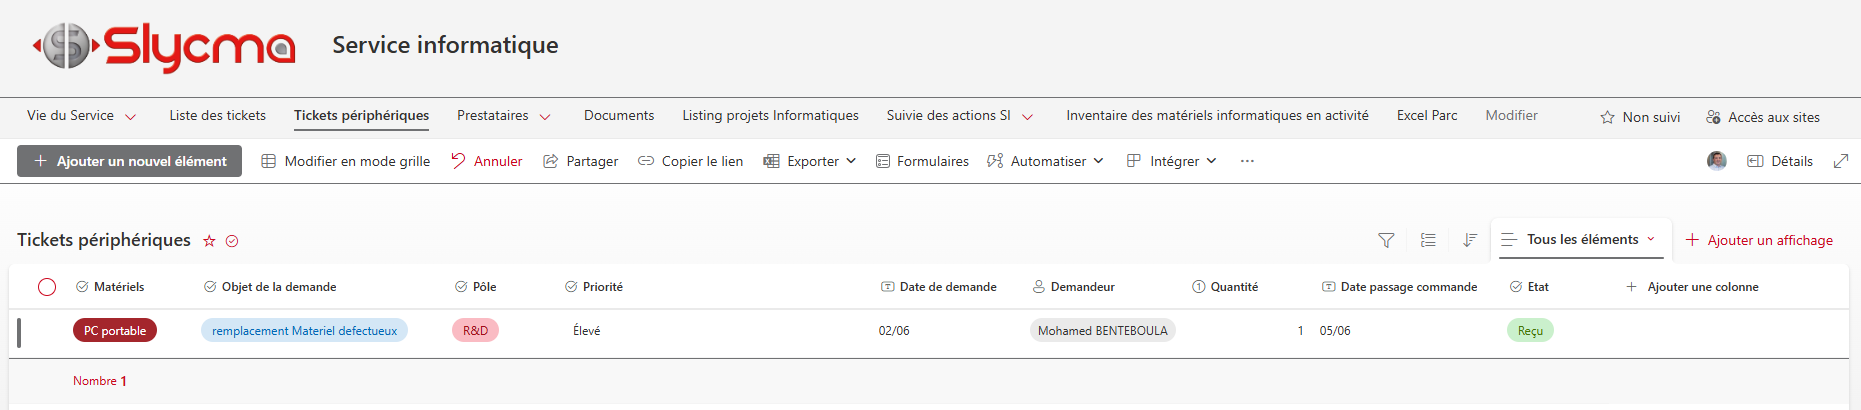 Slycma
Service informatique
Vie du Service Liste des tickets Tickets périphériques Prestataires Documents Listing projets Informatiques Suivie des actions SI Inventaire des matériels informatiques en activité Excel Parc Modifier Non suivi Accès aux sites
Ajouter un nouvel élément Modifier en mode grille Annuler Partager Copier le lien Exporter Formulaires Automatiser Intégrer ... Détails
Tickets périphériques Tous les éléments Ajouter un affichage
Matériels Objet de la demande Pôle Priorité Date de demande Demandeur Quantité Date passage commande Etat Ajouter une colonne
PC portable remplacement Materiel defectueux R&D Élevé 02/06 Mohamed BENTEBOULA 1 05/06 Reçu
Nombre 1